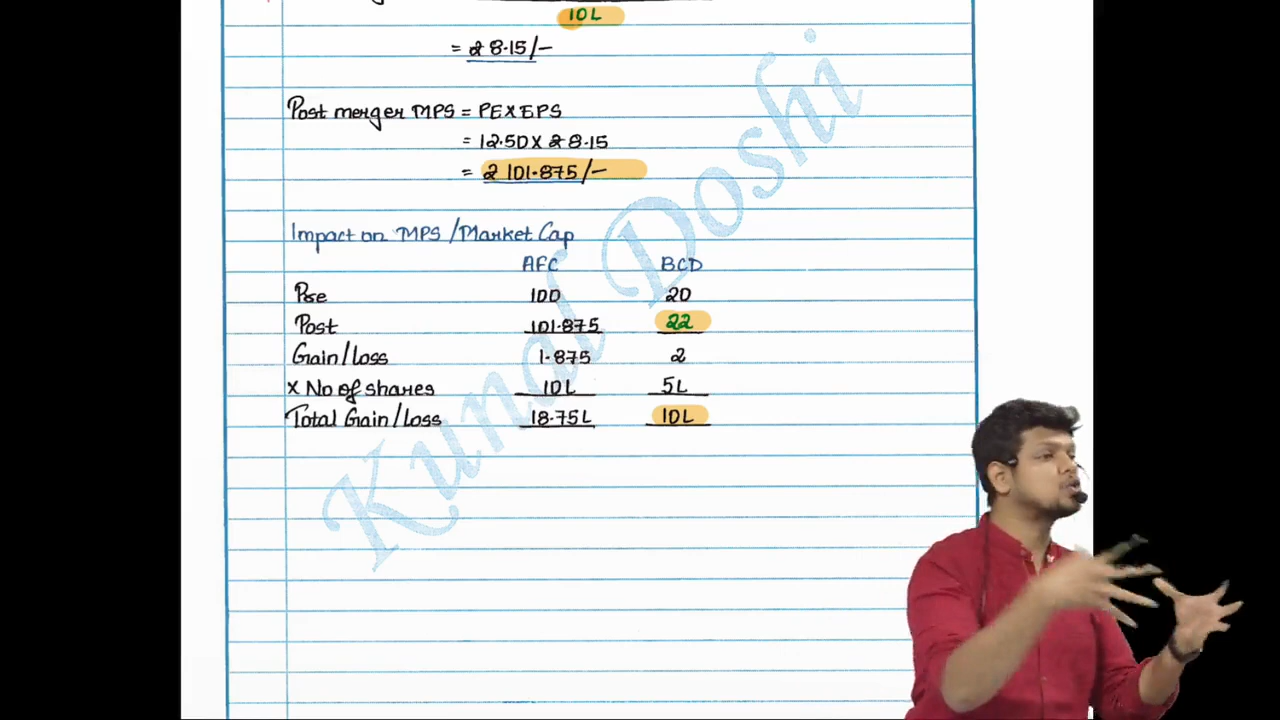 10L
= ₹ 8.15/-
Post merger MPS = PE X EPS
= 12.50 X ₹ 8.15
= ₹ 101.875/-
Impact on MPS / Market Cap
AFC BCD
Pre 100 20
Post 101.875 22
Gain/loss 1.875 2
X No of shares 10L 5L
Total Gain/Loss 18.75L 10L
Kunal Doshi